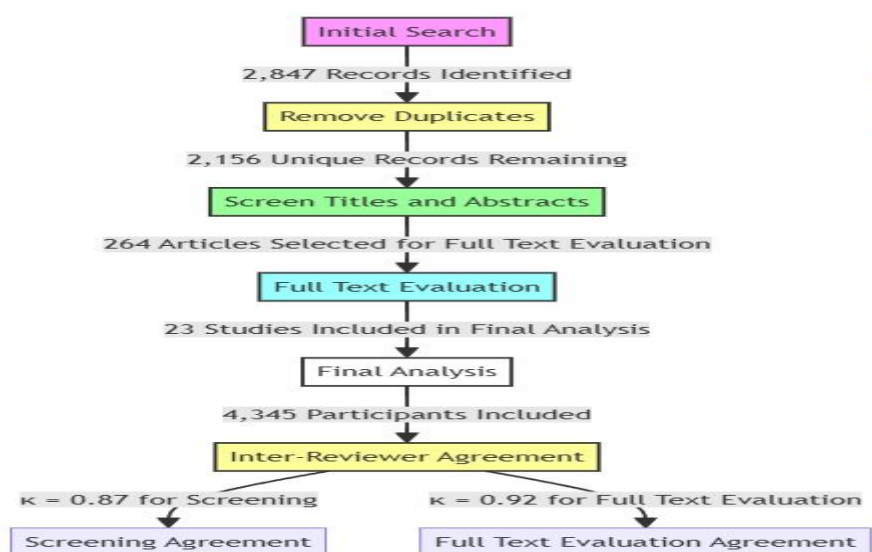 Initial Search
2,847 Records Identified
Remove Duplicates
2,156 Unique Records Remaining
Screen Titles and Abstracts
264 Articles Selected for Full Text Evaluation
Full Text Evaluation
23 Studies Included in Final Analysis
Final Analysis
4,345 Participants Included
Inter-Reviewer Agreement
κ = 0.87 for Screening
κ = 0.92 for Full Text Evaluation
Screening Agreement
Full Text Evaluation Agreement